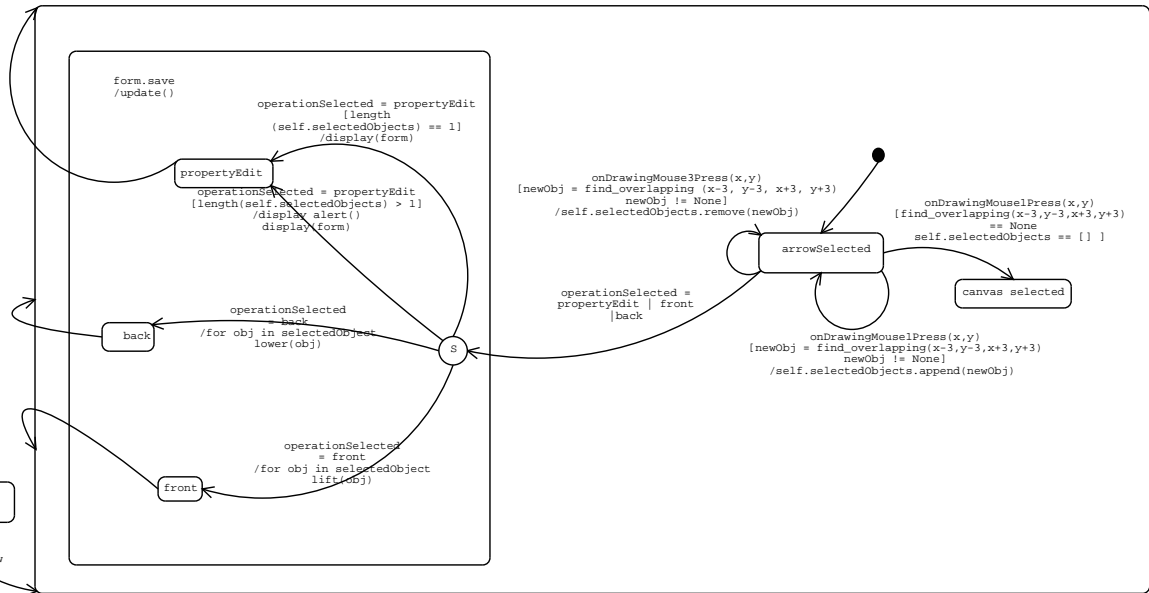 form.save
/update()
operationSelected = propertyEdit
[length
(self.selectedObjects) == 1]
/display(form)
propertyEdit
operationSelected = propertyEdit
[length(self.selectedObjects) > 1]
/display alert()
display(form)
operationSelected
= back
/for obj in selectedObject
lower(obj)
back
S
operationSelected
= front
/for obj in selectedObject
lift(obj)
front
operationSelected =
propertyEdit | front
|back
onDrawingMouse3Press(x,y)
[newObj = find_overlapping (x-3, y-3, x+3, y+3)
newObj != None]
/self.selectedObjects.remove(newObj)
arrowSelected
onDrawingMouse1Press(x,y)
[find_overlapping(x-3,y-3,x+3,y+3)
== None
self.selectedObjects == [] ]
canvas selected
onDrawingMouse1Press(x,y)
[newObj = find_overlapping(x-3,y-3,x+3,y+3)
newObj != None]
/self.selectedObjects.append(newObj)